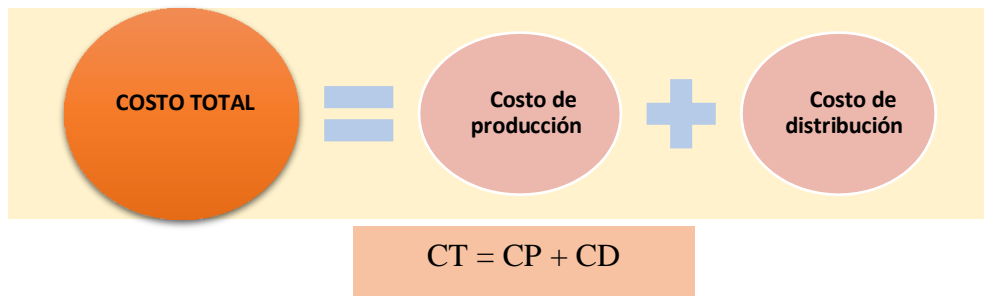 COSTO TOTAL
Costo de
producción
Costo de
distribución
CT = CP + CD